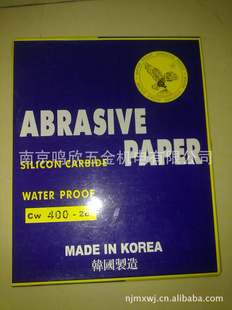 ABRASIVE
PAPER
南京鸣欣五金机电有限公司
SILICON CARBIDE
WATER PROOF
Cw 400 -
MADE IN KOREA
韓國製造
njmxwj.cn.alibaba.com